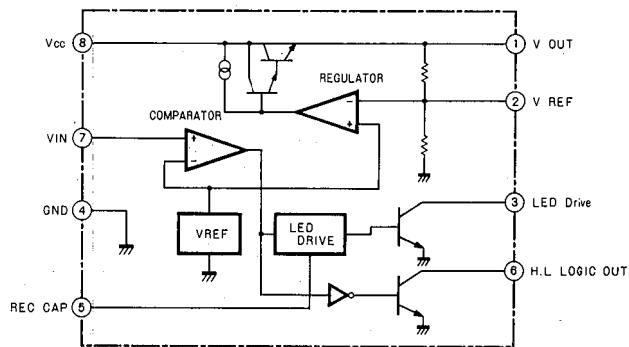 Vcc
8
1
V OUT
REGULATOR
-
+
2
V REF
COMPARATOR
VIN
7
+
-
GND
4
VREF
LED
DRIVE
3
LED Drive
6
H.L LOGIC OUT
REC CAP
5